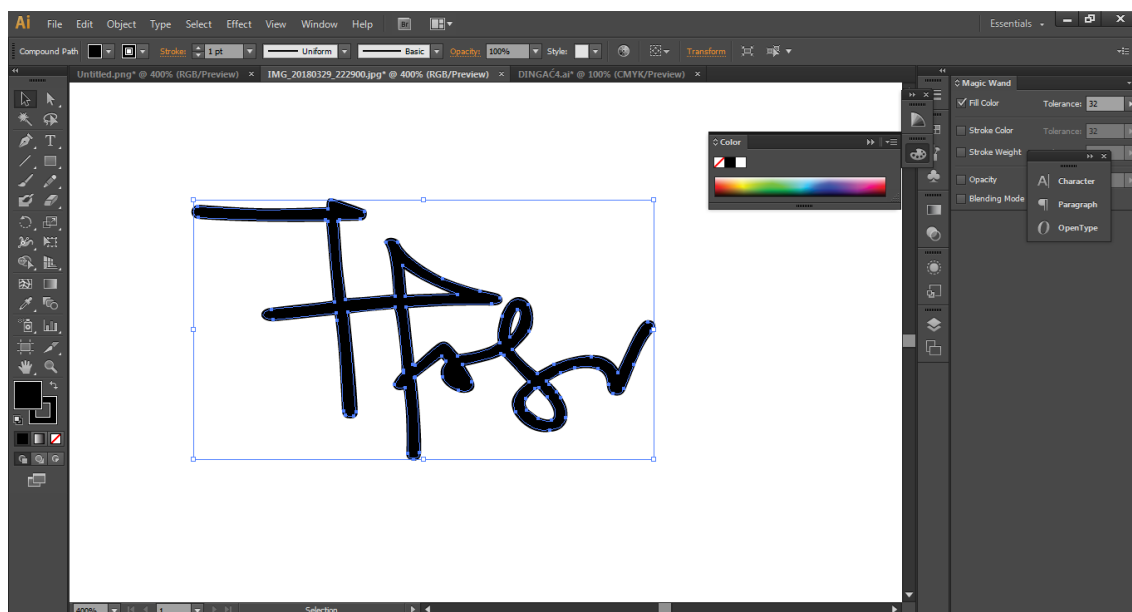 Ai File Edit Object Type Select Effect View Window Help Br Essentials
Compound Path Stroke: 1 pt Uniform Basic Opacity: 100% Style: Transform
Untitled.png* @ 400% (RGB/Preview) × IMG_20180329_222900.jpg* @ 400% (RGB/Preview) × DINGAĆ4.ai* @ 100% (CMYK/Preview) ×
Magic Wand
Fill Color Tolerance: 32
Stroke Color Tolerance: 32
Stroke Weight
Opacity
Blending Mode
Color
Character
Paragraph
OpenType
400% 1 Selection